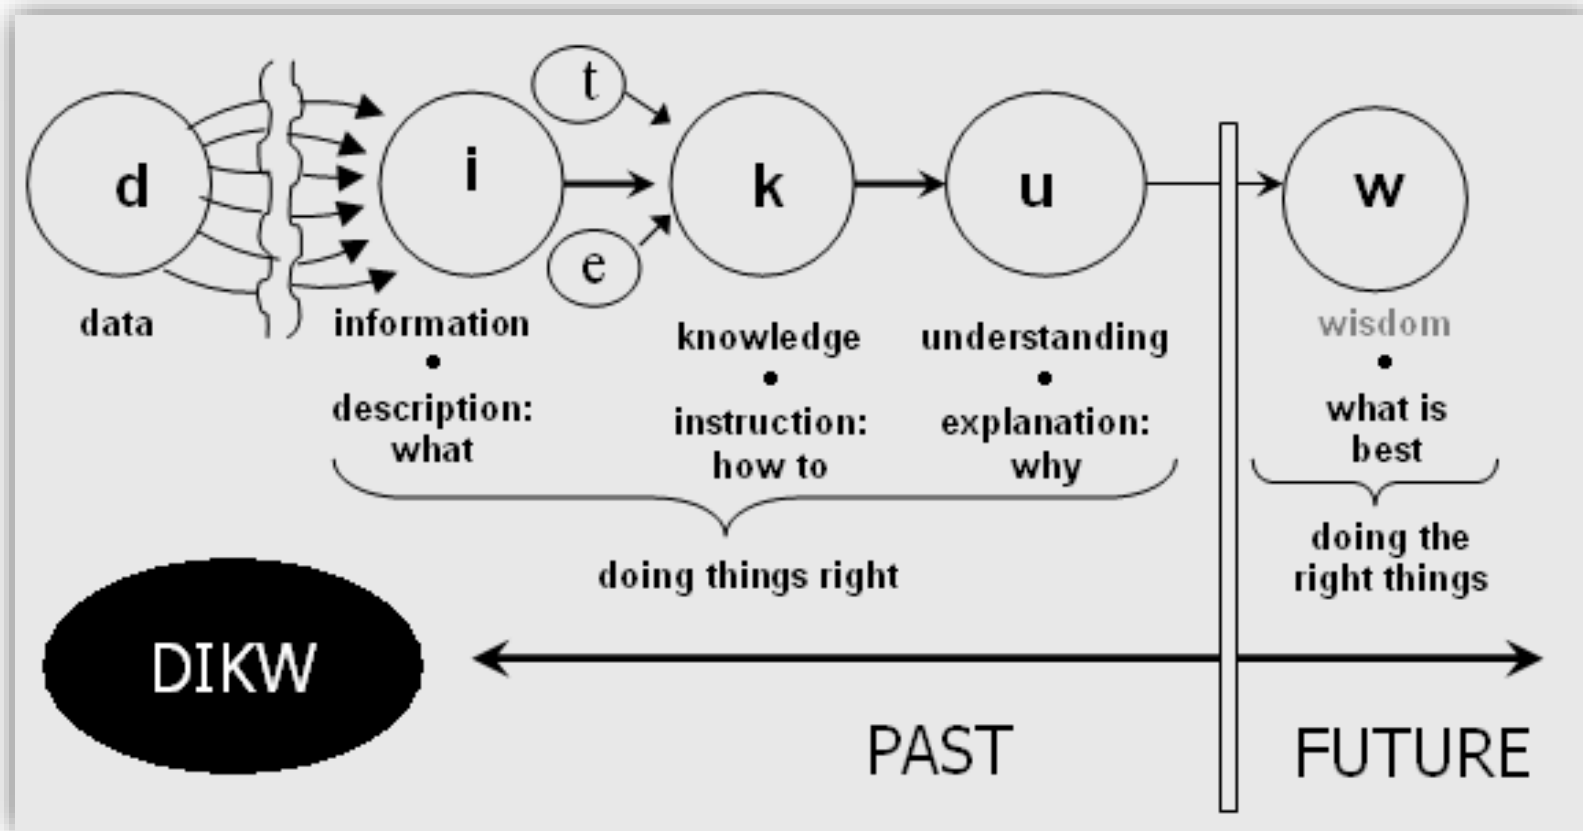 d
i
t
e
k
u
w
data
information
description:
what
knowledge
instruction:
how to
understanding
explanation:
why
wisdom
what is
best
doing things right
doing the
right things
DIKW
PAST
FUTURE